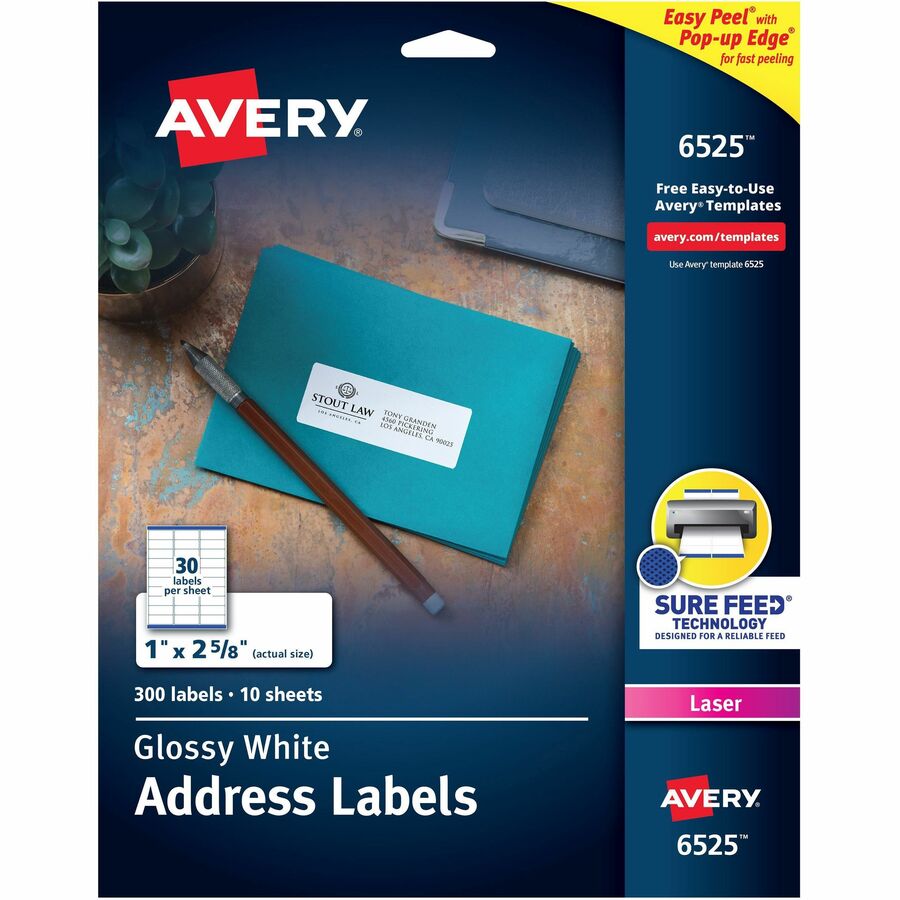 Easy Peel® with
Pop-up Edge®
for fast peeling
AVERY®
6525™
Free Easy-to-Use
Avery® Templates
avery.com/templates
Use Avery® template 6525
STOUT LAW
LOS ANGELES, CA
TONY GRANDEN
4560 PICKERING
LOS ANGELES, CA 90025
30
labels
per sheet
1" x 2 5/8" (actual size)
300 labels • 10 sheets
SURE FEED®
TECHNOLOGY
DESIGNED FOR A RELIABLE FEED
Laser
Glossy White
Address Labels
AVERY®
6525™